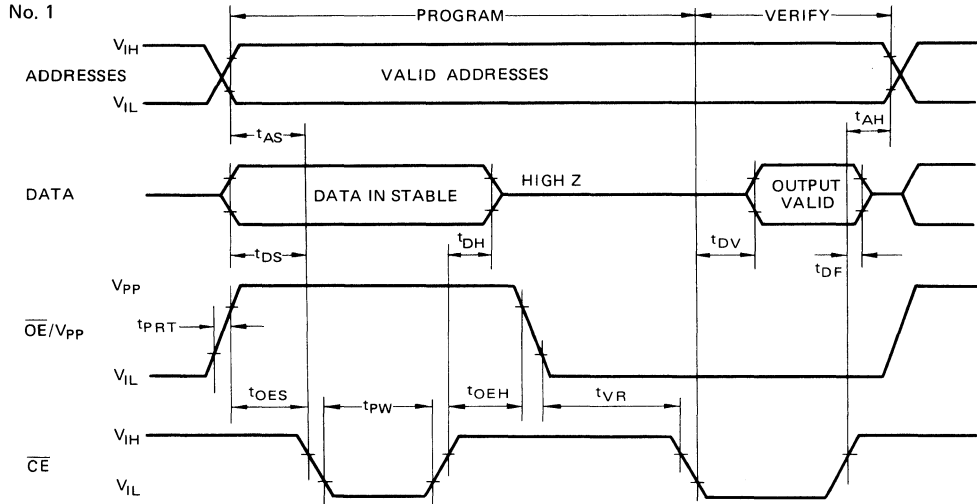 No. 1
PROGRAM
VERIFY
VIH
ADDRESSES
VALID ADDRESSES
VIL
tAS
tAH
DATA
DATA IN STABLE
HIGH Z
OUTPUT
VALID
tDS
tDH
tDV
tDF
VPP
tPRT
OE/VPP
VIL
tOES
tPW
tOEH
tVR
VIH
CE
VIL